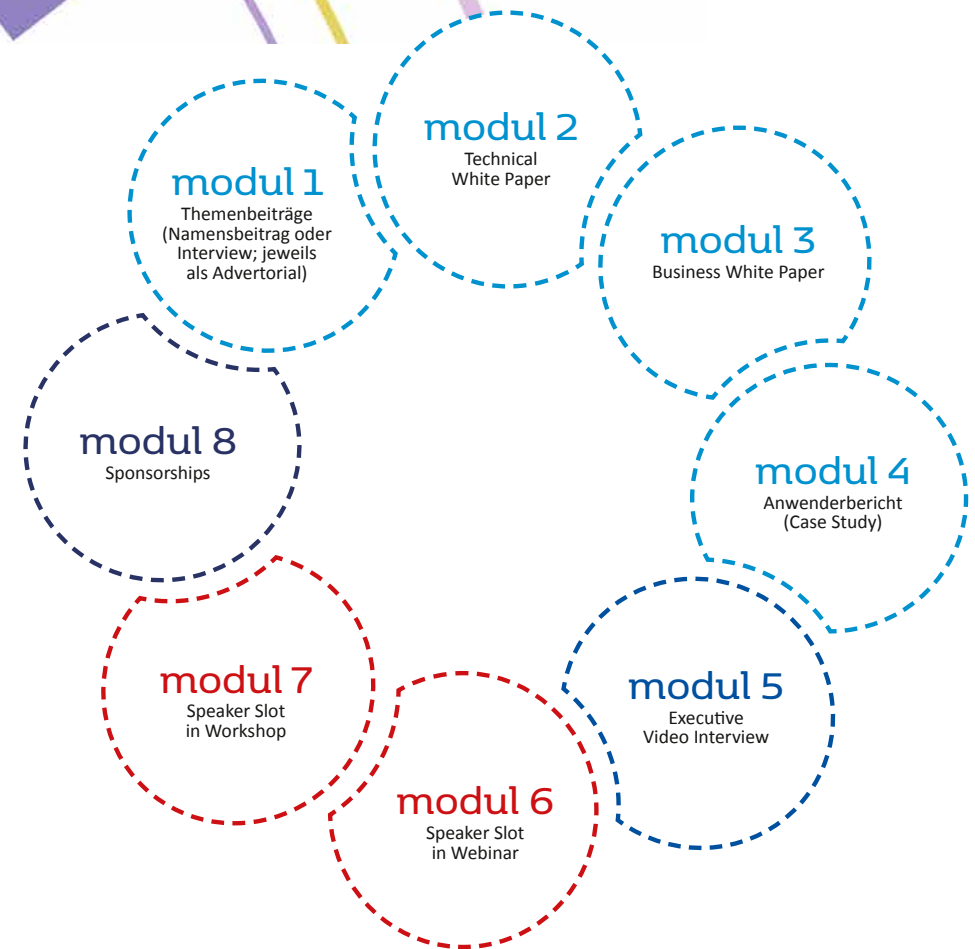 modul 1
Themenbeiträge
(Namensbeitrag oder
Interview; jeweils
als Advertorial)
modul 2
Technical
White Paper
modul 3
Business White Paper
modul 4
Anwenderbericht
(Case Study)
modul 5
Executive
Video Interview
modul 6
Speaker Slot
in Webinar
modul 7
Speaker Slot
in Workshop
modul 8
Sponsorships